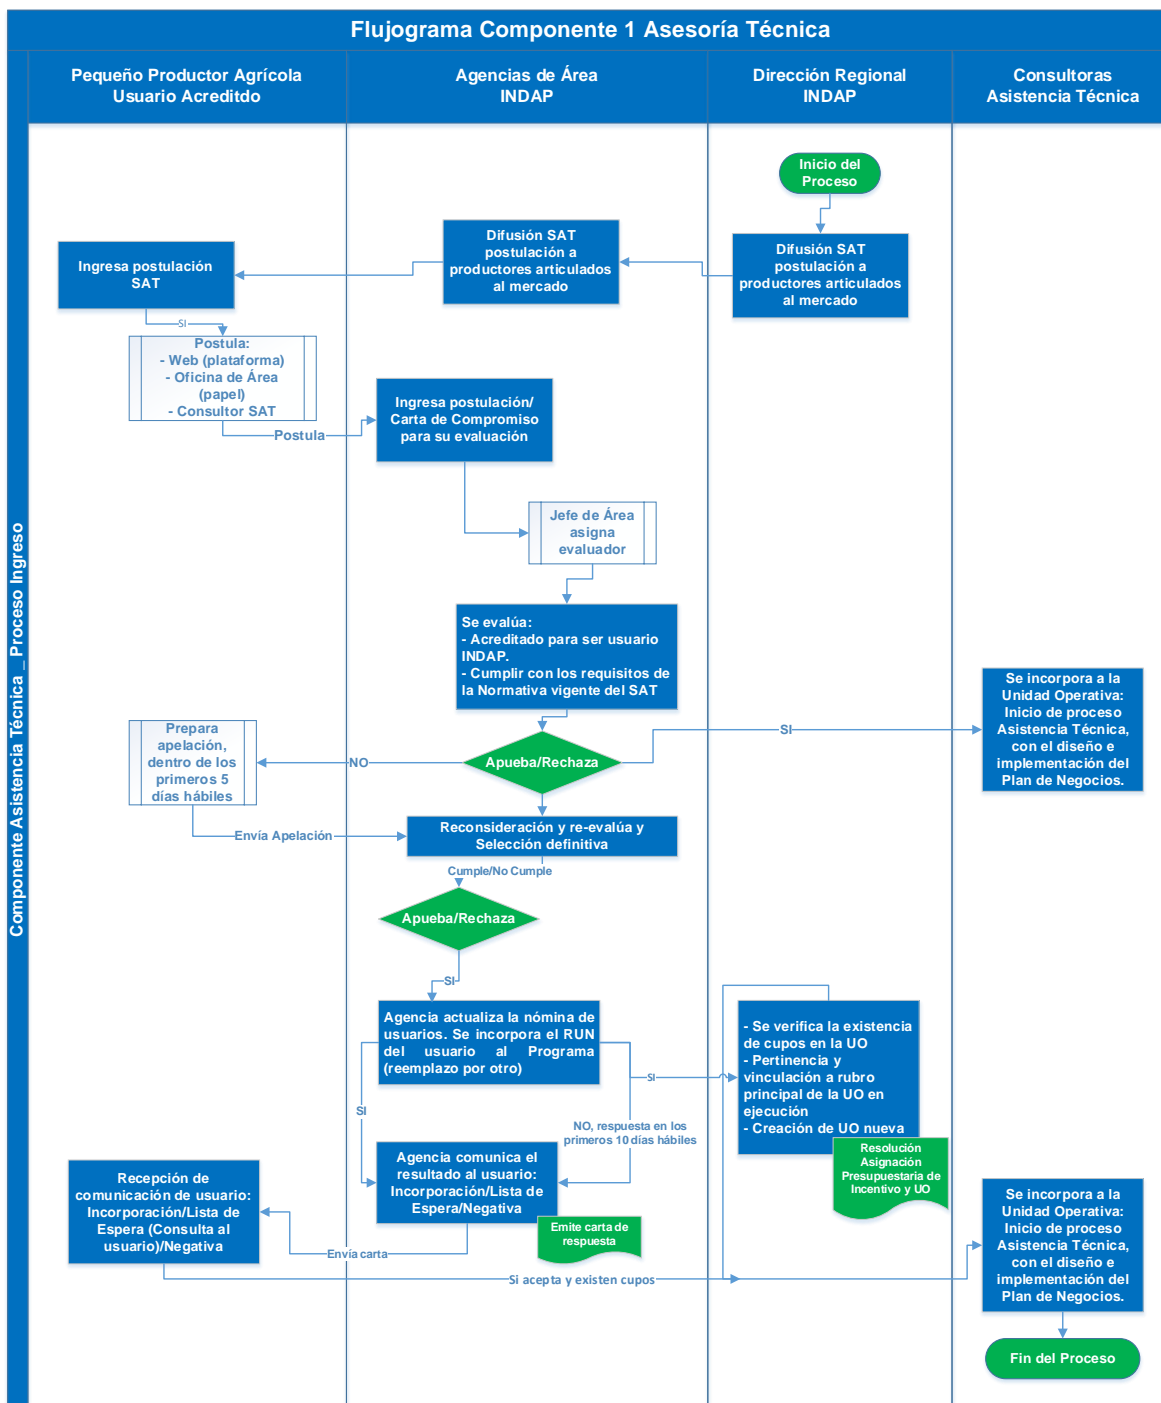 Flujograma Componente 1 Asesoría Técnica
Componente Asistencia Técnica _ Proceso Ingreso
Pequeño Productor Agrícola
Usuario Acreditdo
Agencias de Área
INDAP
Dirección Regional
INDAP
Consultoras
Asistencia Técnica
Inicio del
Proceso
Difusión SAT
postulación a
productores articulados
al mercado
Difusión SAT
postulación a
productores articulados
al mercado
Ingresa postulación
SAT
SI
Postula:
- Web (plataforma)
- Oficina de Área
(papel)
- Consultor SAT
Postula
Ingresa postulación/
Carta de Compromiso
para su evaluación
Jefe de Área
asigna
evaluador
Se evalúa:
- Acreditado para ser usuario
INDAP.
- Cumplir con los requisitos de
la Normativa vigente del SAT
Apueba/Rechaza
SI
Se incorpora a la
Unidad Operativa:
Inicio de proceso
Asistencia Técnica,
con el diseño e
implementación del
Plan de Negocios.
NO
Prepara
apelación,
dentro de los
primeros 5
días hábiles
Envía Apelación
Reconsideración y re-evalúa y
Selección definitiva
Cumple/No Cumple
Apueba/Rechaza
SI
Agencia actualiza la nómina de
usuarios. Se incorpora el RUN
del usuario al Programa
(reemplazo por otro)
SI
SI
NO, respuesta en los
primeros 10 días hábiles
- Se verifica la existencia
de cupos en la UO
- Pertinencia y
vinculación a rubro
principal de la UO en
ejecución
- Creación de UO nueva
Resolución
Asignación
Presupuestaria de
Incentivo y UO
Agencia comunica el
resultado al usuario:
Incorporación/Lista de
Espera/Negativa
Emite carta de
respuesta
Envía carta
Recepción de
comunicación de usuario:
Incorporación/Lista de
Espera (Consulta al
usuario)/Negativa
Si acepta y existen cupos
Se incorpora a la
Unidad Operativa:
Inicio de proceso
Asistencia Técnica,
con el diseño e
implementación del
Plan de Negocios.
Fin del Proceso